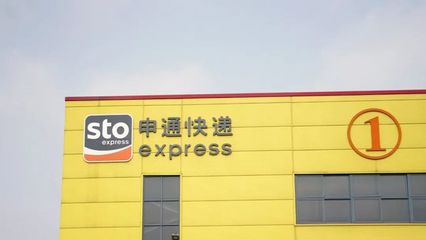 sto
express
申通快递
express
1